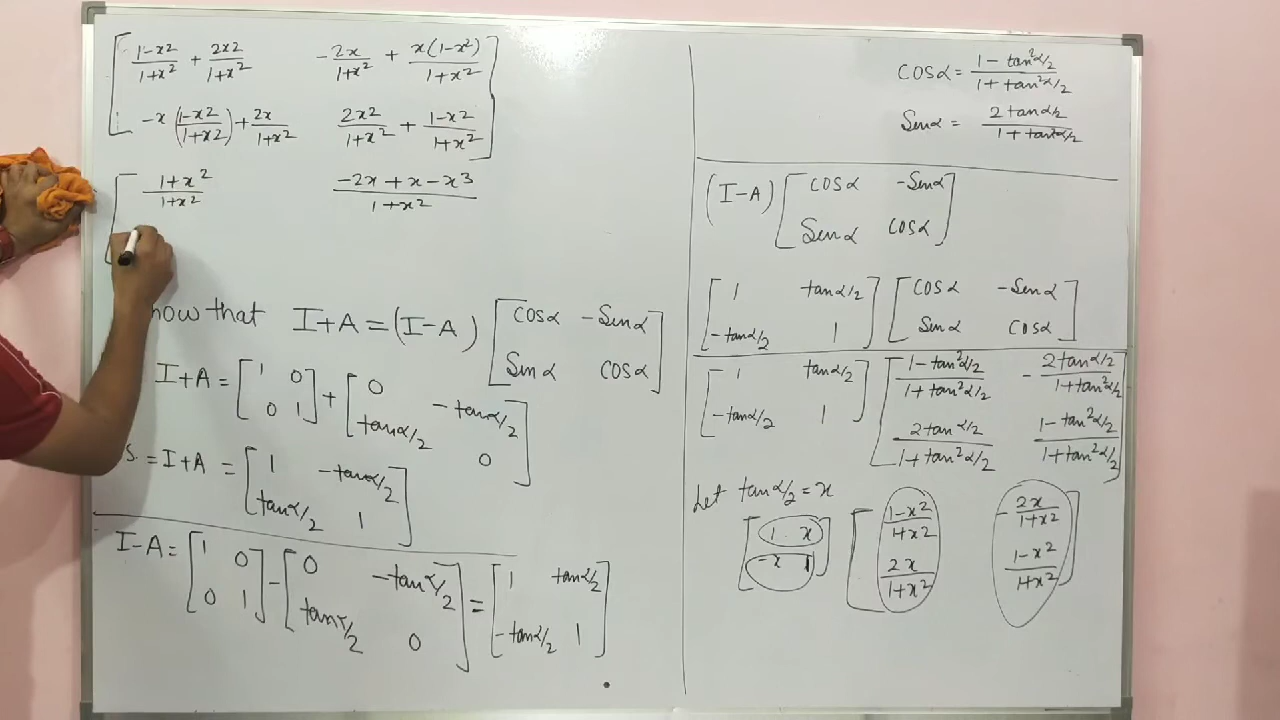 [ 1-x2/1+x2 + 2x2/1+x2   -2x/1+x2 + x(1-x2)/1+x2
-x(1-x2/1+x2) + 2x/1+x2   2x2/1+x2 + 1-x2/1+x2 ]
[ 1+x2/1+x2   -2x+x-x3/1+x2
how that I+A = (I-A) [ cosα -Sinα
Sinα cosα ]
I+A = [ 1 0
0 1 ] + [ 0 -tanα/2
tanα/2 0 ]
S. = I+A = [ 1 -tanα/2
tanα/2 1 ]
I-A = [ 1 0
0 1 ] - [ 0 -tanα/2
tanα/2 0 ] = [ 1 tanα/2
-tanα/2 1 ]
cosα = 1-tan2α/2 / 1+tan2α/2
Sinα = 2tanα/2 / 1+tan2α/2
(I-A) [ cosα -Sinα
Sinα cosα ]
[ 1 tanα/2
-tanα/2 1 ] [ cosα -Sinα
Sinα cosα ]
[ 1 tanα/2
-tanα/2 1 ] [ 1-tan2α/2 / 1+tan2α/2   - 2tanα/2 / 1+tan2α/2
2tanα/2 / 1+tan2α/2   1-tan2α/2 / 1+tan2α/2 ]
Let tanα/2 = x
[ 1 x
-x 1 ] [ 1-x2/1+x2   - 2x/1+x2
2x/1+x2   1-x2/1+x2 ]